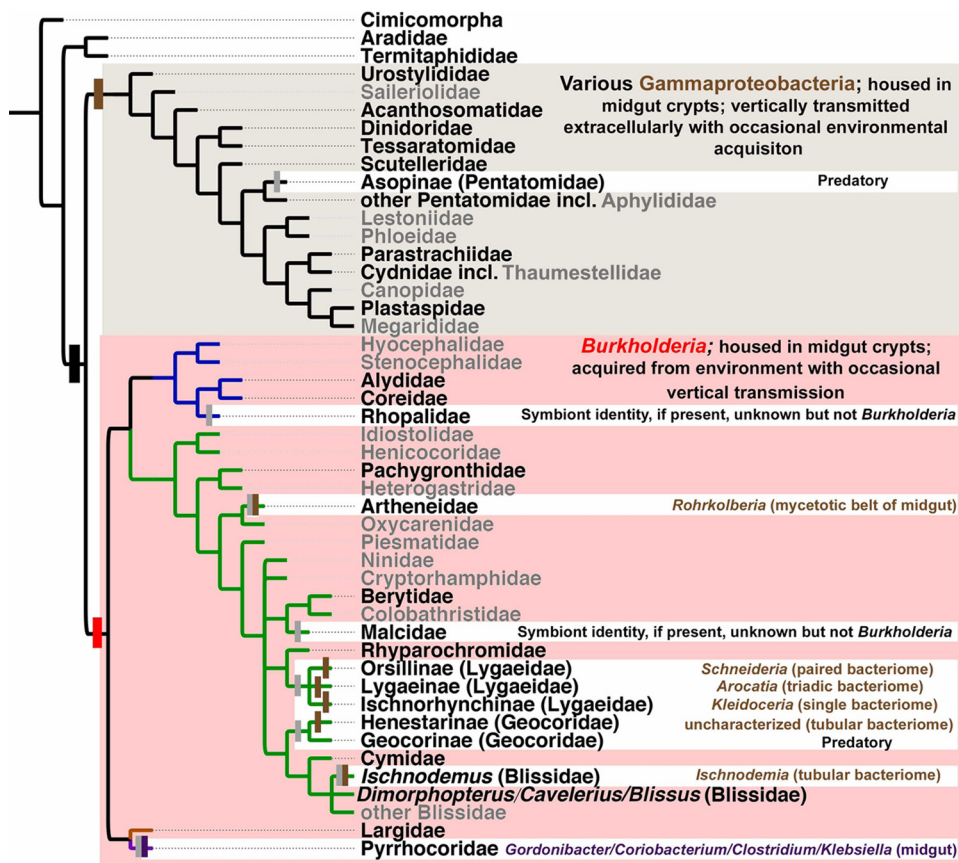 Cimicomorpha
Aradidae
Termitaphididae
Urostylididae
Saileriolidae
Acanthosomatidae
Dinidoridae
Tessaratomidae
Scutelleridae
Various Gammaproteobacteria; housed in
midgut crypts; vertically transmitted
extracellularly with occasional environmental
acquisiton
Asopinae (Pentatomidae) Predatory
other Pentatomidae incl. Aphylididae
Lestoniidae
Phloeidae
Parastrachiidae
Cydnidae incl. Thaumestellidae
Canopidae
Plastaspidae
Megarididae
Hyocephalidae
Stenocephalidae
Alydidae
Coreidae
Burkholderia; housed in midgut crypts;
acquired from environment with occasional
vertical transmission
Rhopalidae Symbiont identity, if present, unknown but not Burkholderia
Idiostolidae
Henicocoridae
Pachygronthidae
Heterogastridae
Artheneidae Rohrkolberia (mycetotic belt of midgut)
Oxycarenidae
Piesmatidae
Ninidae
Cryptorhamphidae
Berytidae
Colobathristidae
Malcidae Symbiont identity, if present, unknown but not Burkholderia
Rhyparochromidae
Orsillinae (Lygaeidae) Schneideria (paired bacteriome)
Lygaeinae (Lygaeidae) Arocatia (triadic bacteriome)
Ischnorhynchinae (Lygaeidae) Kleidoceria (single bacteriome)
Henestarinae (Geocoridae) uncharacterized (tubular bacteriome)
Geocorinae (Geocoridae) Predatory
Cymidae
Ischnodemus (Blissidae) Ischnodemia (tubular bacteriome)
Dimorphopterus/Cavelerius/Blissus (Blissidae)
other Blissidae
Largidae
Pyrrhocoridae Gordonibacter/Coriobacterium/Clostridium/Klebsiella (midgut)